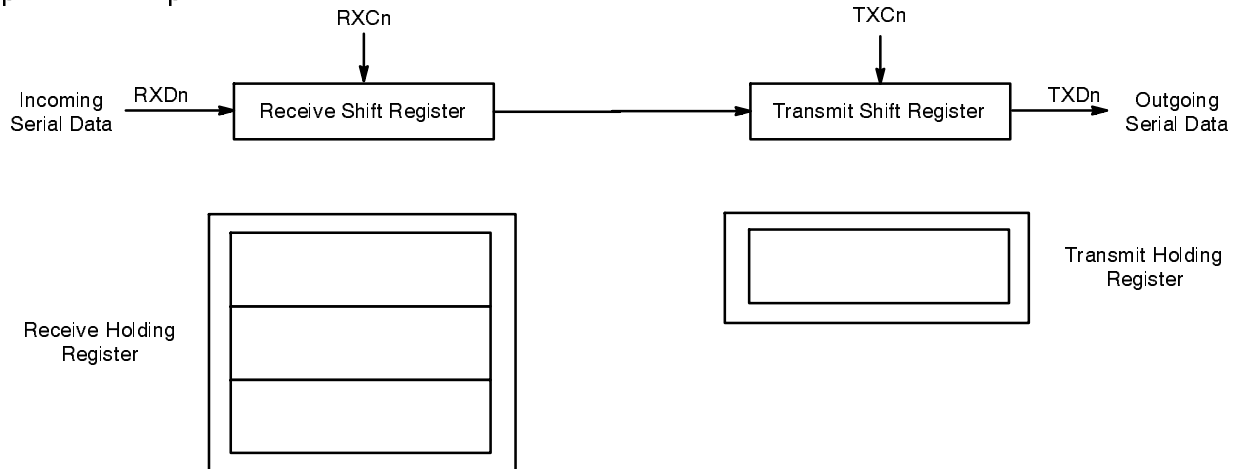 RXCn
TXCn
Incoming
Serial Data
RXDn
Receive Shift Register
Transmit Shift Register
TXDn
Outgoing
Serial Data
Receive Holding
Register
Transmit Holding
Register